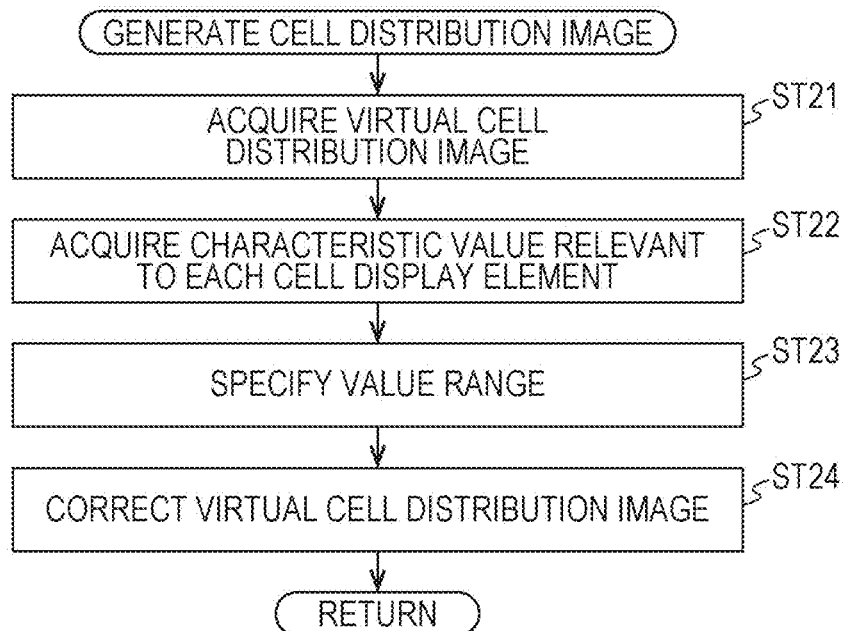 GENERATE CELL DISTRIBUTION IMAGE
ST21
ACQUIRE VIRTUAL CELL
DISTRIBUTION IMAGE
ST22
ACQUIRE CHARACTERISTIC VALUE RELEVANT
TO EACH CELL DISPLAY ELEMENT
ST23
SPECIFY VALUE RANGE
ST24
CORRECT VIRTUAL CELL DISTRIBUTION IMAGE
RETURN